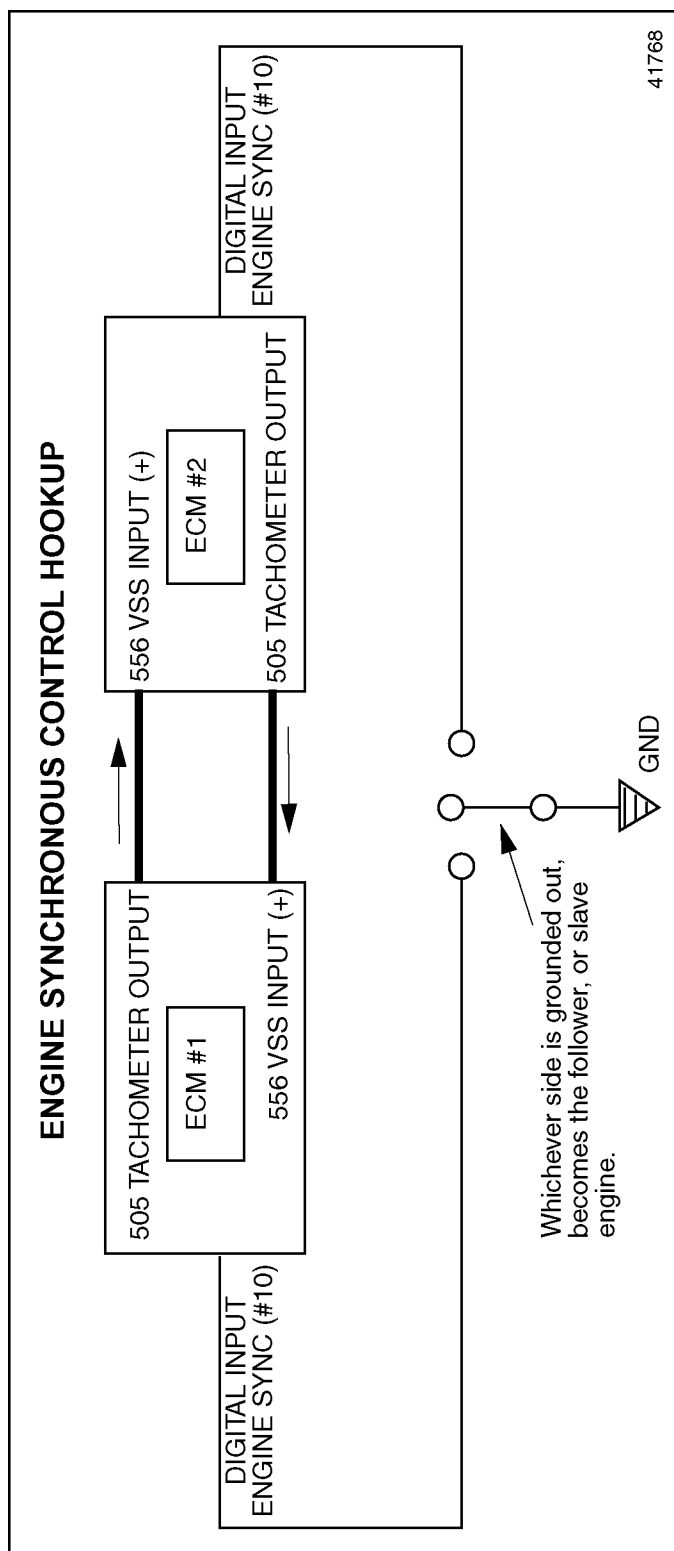 ENGINE SYNCHRONOUS CONTROL HOOKUP
DIGITAL INPUT
ENGINE SYNC (#10)
505 TACHOMETER OUTPUT
ECM #1
556 VSS INPUT (+)
556 VSS INPUT (+)
ECM #2
505 TACHOMETER OUTPUT
DIGITAL INPUT
ENGINE SYNC (#10)
Whichever side is grounded out,
becomes the follower, or slave
engine.
GND
41768